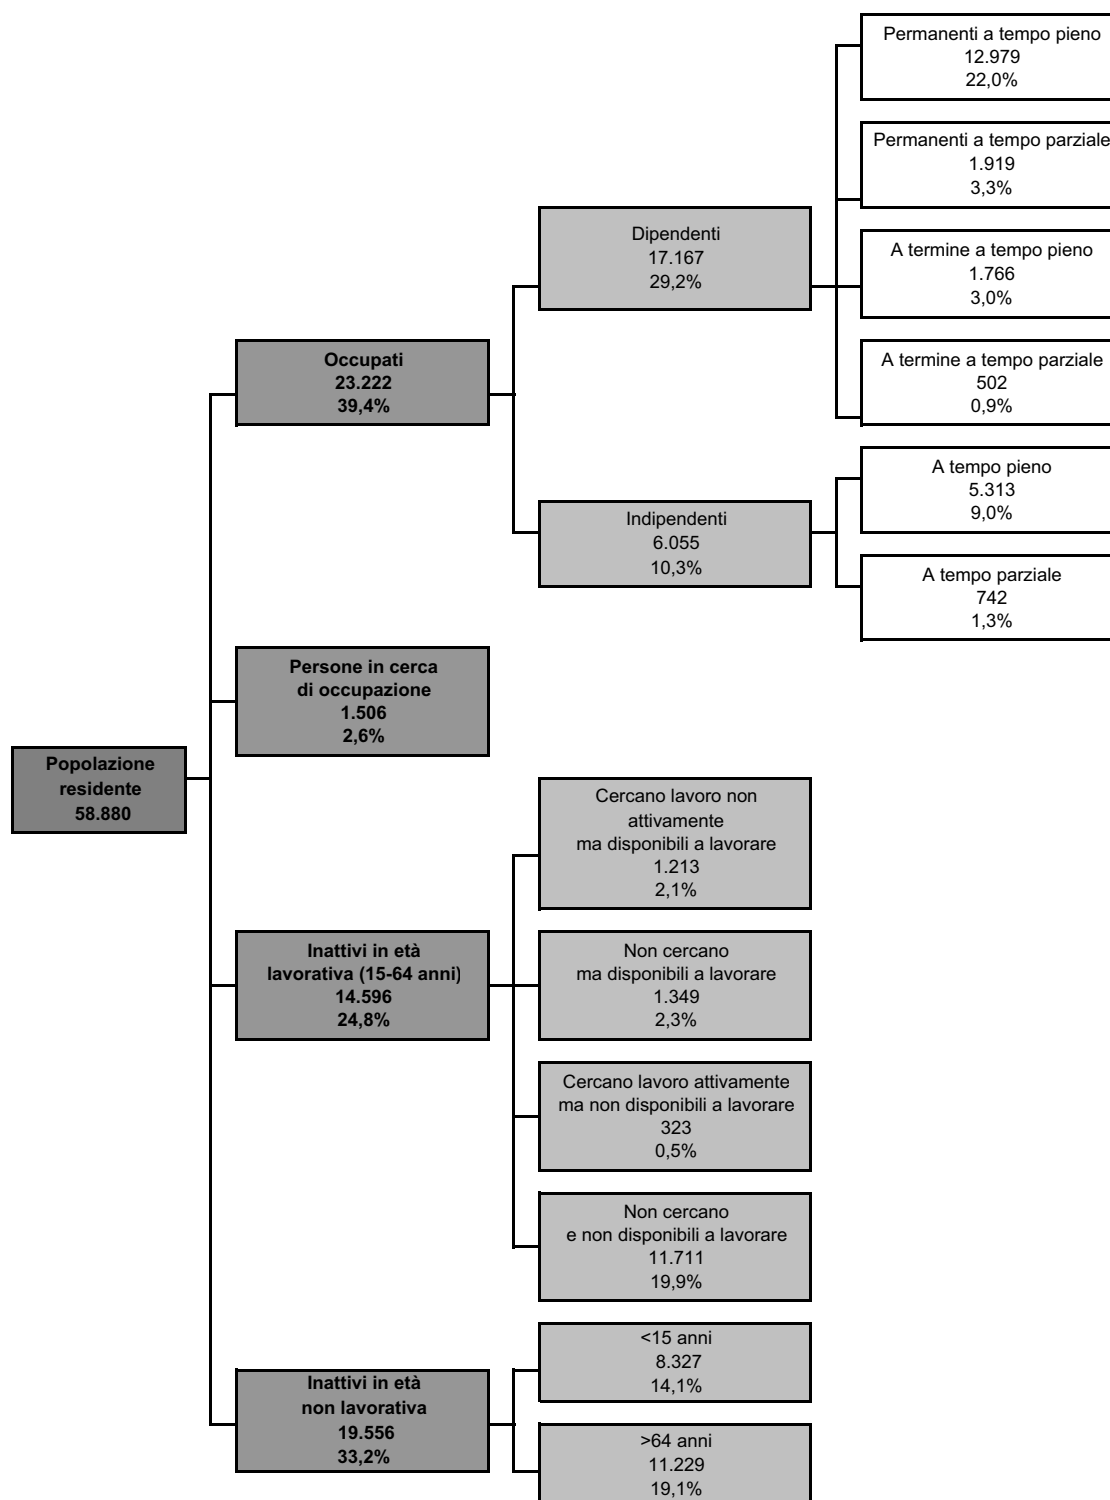 Permanenti a tempo pieno
12.979
22,0%
Permanenti a tempo parziale
1.919
3,3%
Dipendenti
17.167
29,2%
A termine a tempo pieno
1.766
3,0%
Occupati
23.222
39,4%
A termine a tempo parziale
502
0,9%
A tempo pieno
5.313
9,0%
Indipendenti
6.055
10,3%
A tempo parziale
742
1,3%
Persone in cerca
di occupazione
1.506
2,6%
Popolazione
residente
58.880
Cercano lavoro non
attivamente
ma disponibili a lavorare
1.213
2,1%
Inattivi in età
lavorativa (15-64 anni)
14.596
24,8%
Non cercano
ma disponibili a lavorare
1.349
2,3%
Cercano lavoro attivamente
ma non disponibili a lavorare
323
0,5%
Non cercano
e non disponibili a lavorare
11.711
19,9%
<15 anni
8.327
14,1%
Inattivi in età
non lavorativa
19.556
33,2%
>64 anni
11.229
19,1%